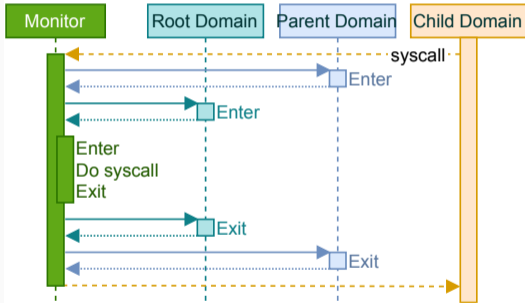 Monitor
Root Domain
Parent Domain
Child Domain
syscall
Enter
Enter
Enter
Do syscall
Exit
Exit
Exit